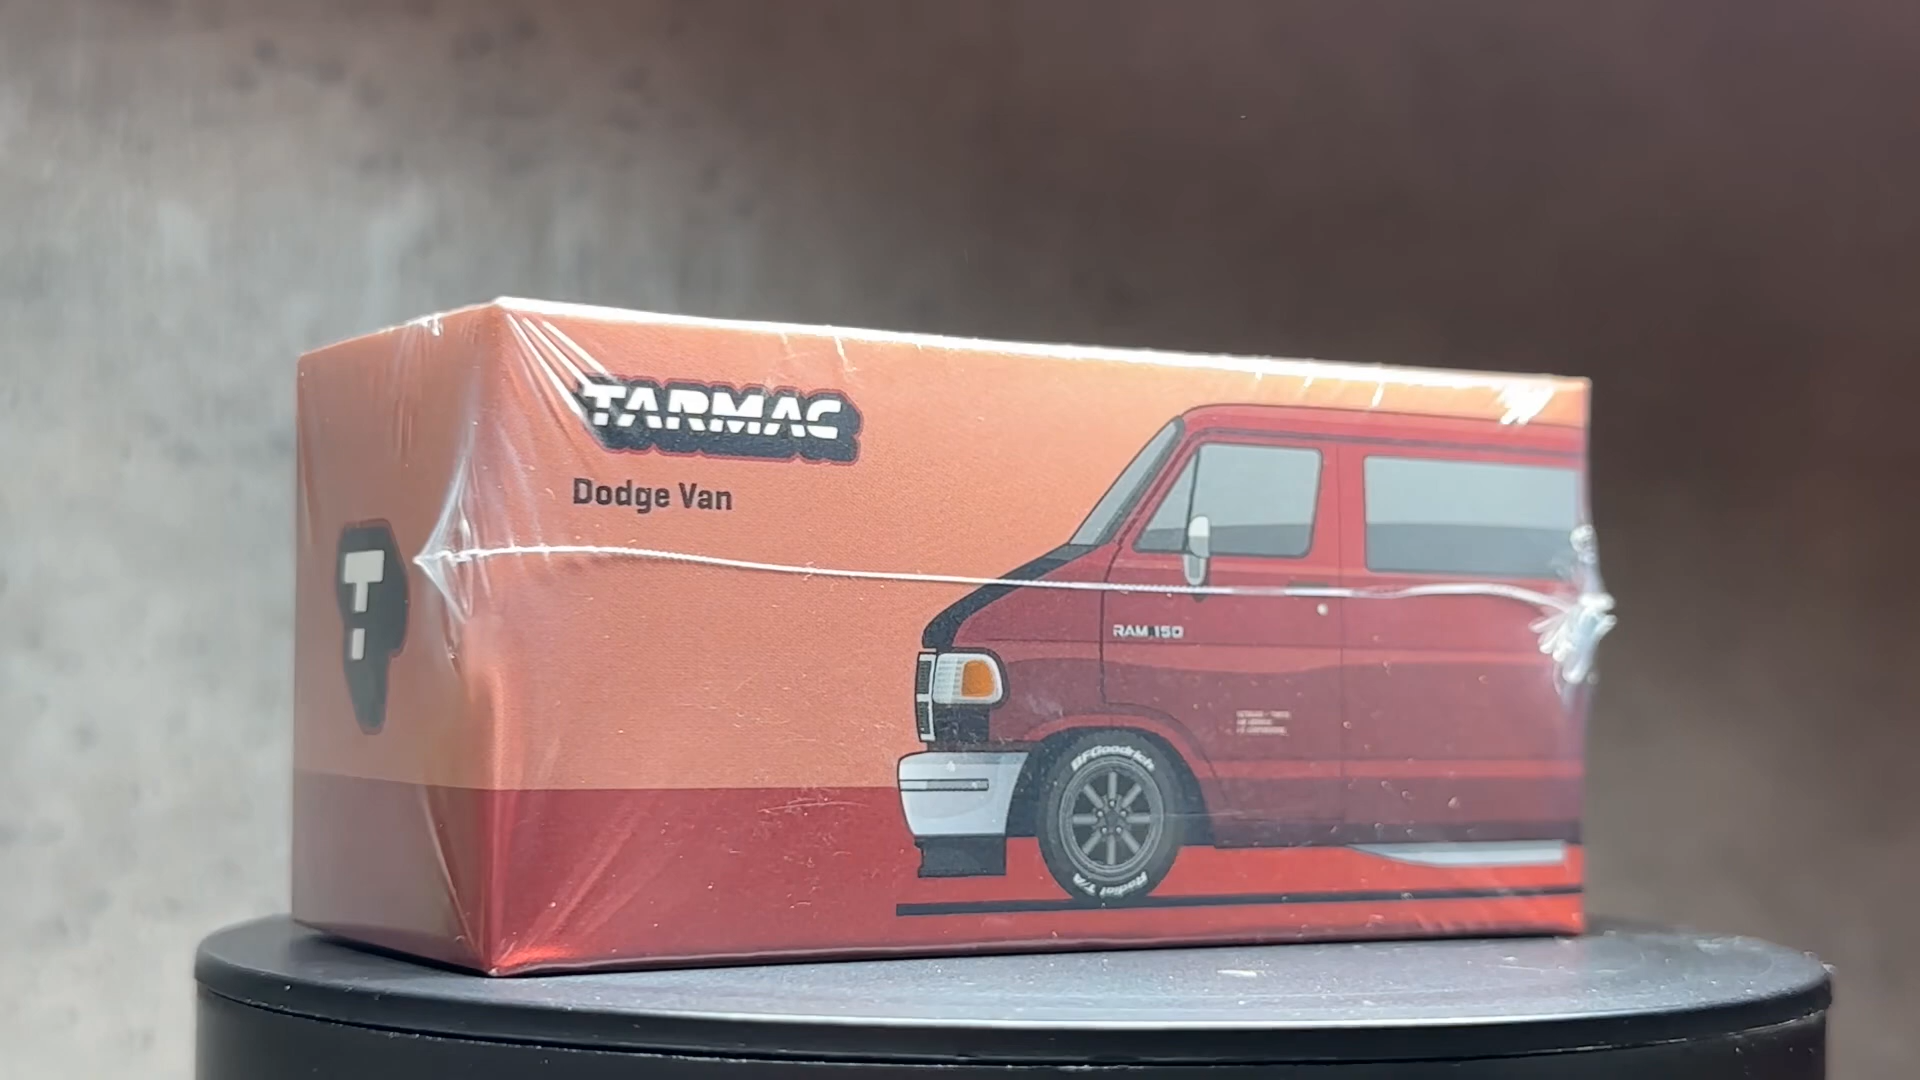 TARMAC
Dodge Van
T
RAM 150
BFGoodrich
Radial T/A